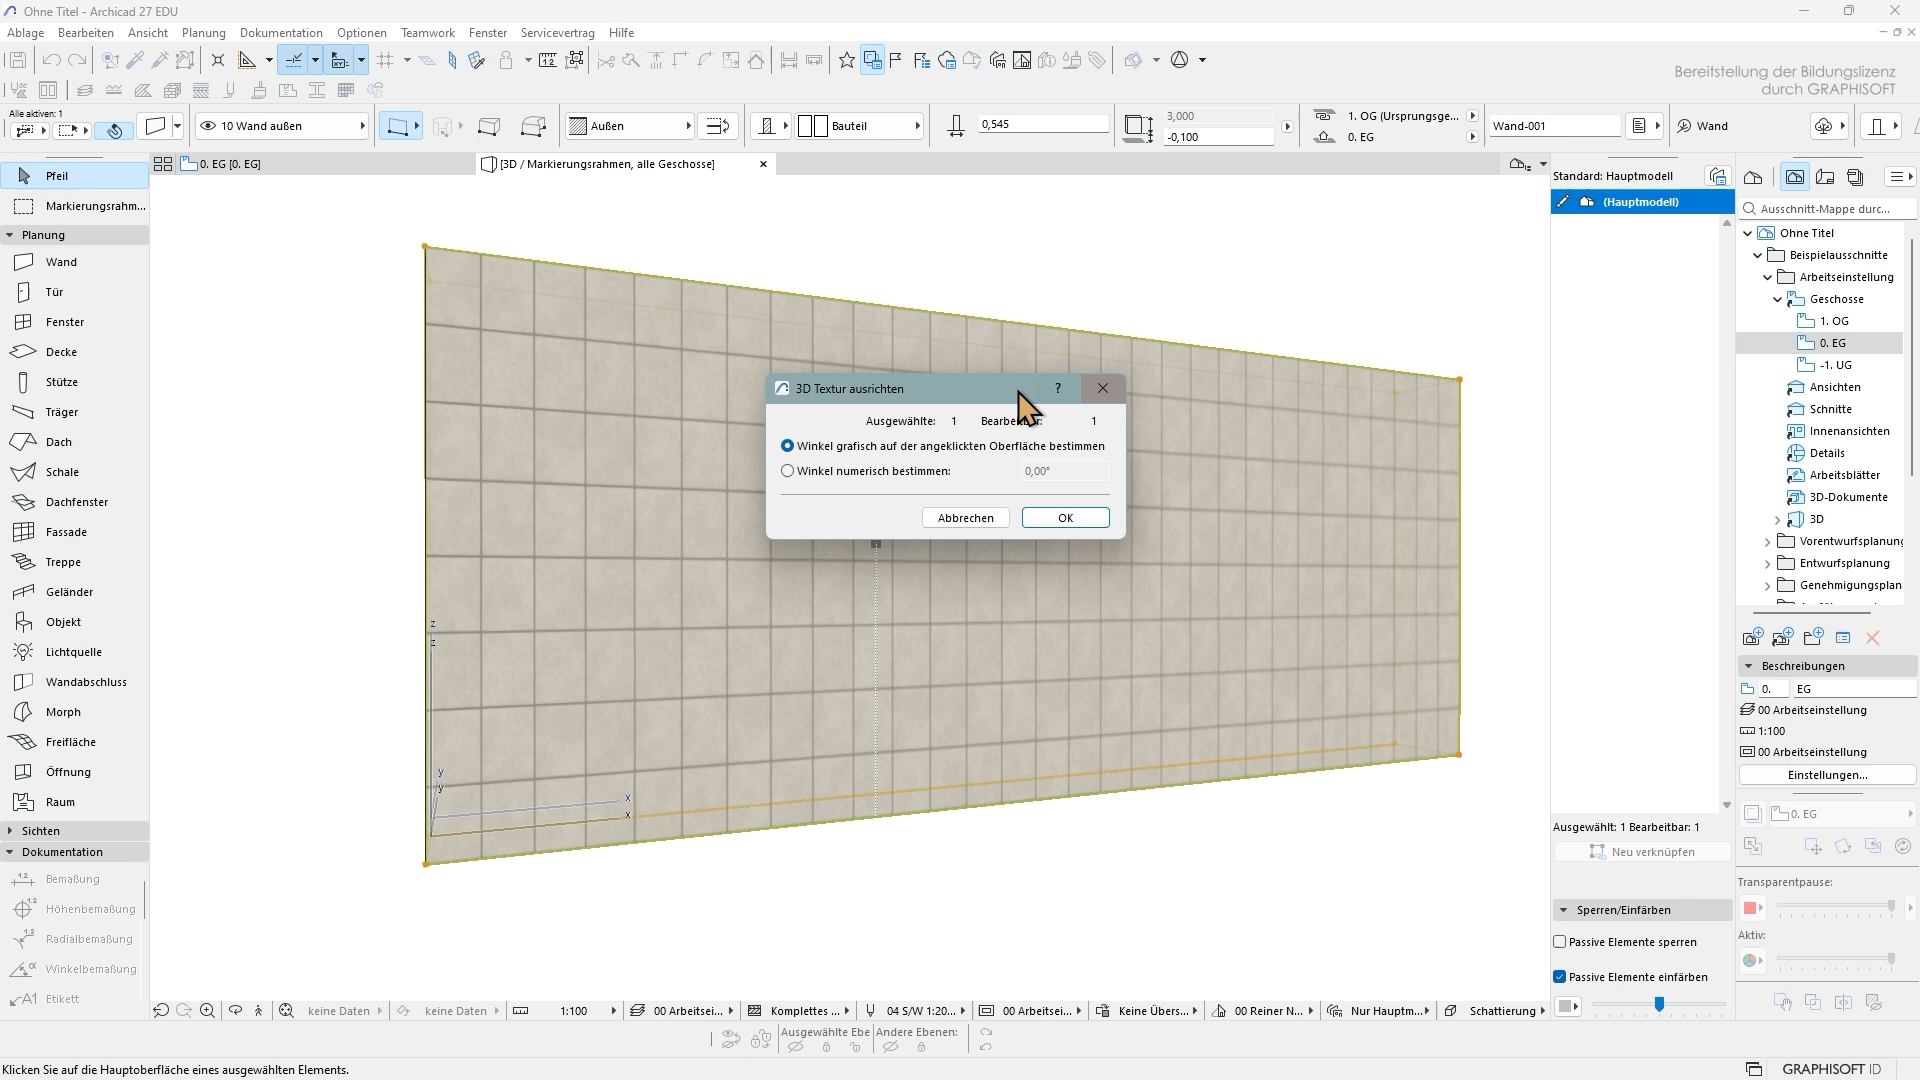 Ohne Titel - Archicad 27 EDU
Ablage Bearbeiten Ansicht Planung Dokumentation Optionen Teamwork Fenster Servicevertrag Hilfe
Bereitstellung der Bildungslizenz
durch GRAPHISOFT
Alle aktiven: 1
10 Wand außen
Außen
Bauteil
0,545
3,000
-0,100
1. OG (Ursprungsge...
0. EG
Wand-001
Wand
0. EG [0. EG]
[3D / Markierungsrahmen, alle Geschosse]
Pfeil
Markierungsrahm...
Planung
Wand
Tür
Fenster
Decke
Stütze
Träger
Dach
Schale
Dachfenster
Fassade
Treppe
Geländer
Objekt
Lichtquelle
Wandabschluss
Morph
Freifläche
Öffnung
Raum
Sichten
Dokumentation
Bemaßung
Höhenbemaßung
Radialbemaßung
Winkelbemaßung
Etikett
3D Textur ausrichten
?
Ausgewählte: 1
1
Winkel grafisch auf der angeklickten Oberfläche bestimmen
Winkel numerisch bestimmen:
0,00°
Abbrechen
OK
z
z
y
y
x
x
Standard: Hauptmodell
(Hauptmodell)
Ausgewählt: 1 Bearbeitbar: 1
Neu verknüpfen
Sperren/Einfärben
Passive Elemente sperren
Passive Elemente einfärben
Ausschnitt-Mappe durc...
Ohne Titel
Beispielausschnitte
Arbeitseinstellung
Geschosse
1. OG
0. EG
-1. UG
Ansichten
Schnitte
Innenansichten
Details
Arbeitsblätter
3D-Dokumente
3D
Vorentwurfsplanung
Entwurfsplanung
Genehmigungsplan
Beschreibungen
0. EG
00 Arbeitseinstellung
1:100
00 Arbeitseinstellung
Einstellungen...
0. EG
Transparentpause:
Aktiv:
keine Daten
keine Daten
1:100
00 Arbeitsei...
Komplettes ...
04 S/W 1:20...
00 Arbeitsei...
Keine Übers...
00 Reiner N...
Nur Hauptm...
Schattierung
Ausgewählte Ebe
Andere Ebenen:
Klicken Sie auf die Hauptoberfläche eines ausgewählten Elements.
GRAPHISOFT ID